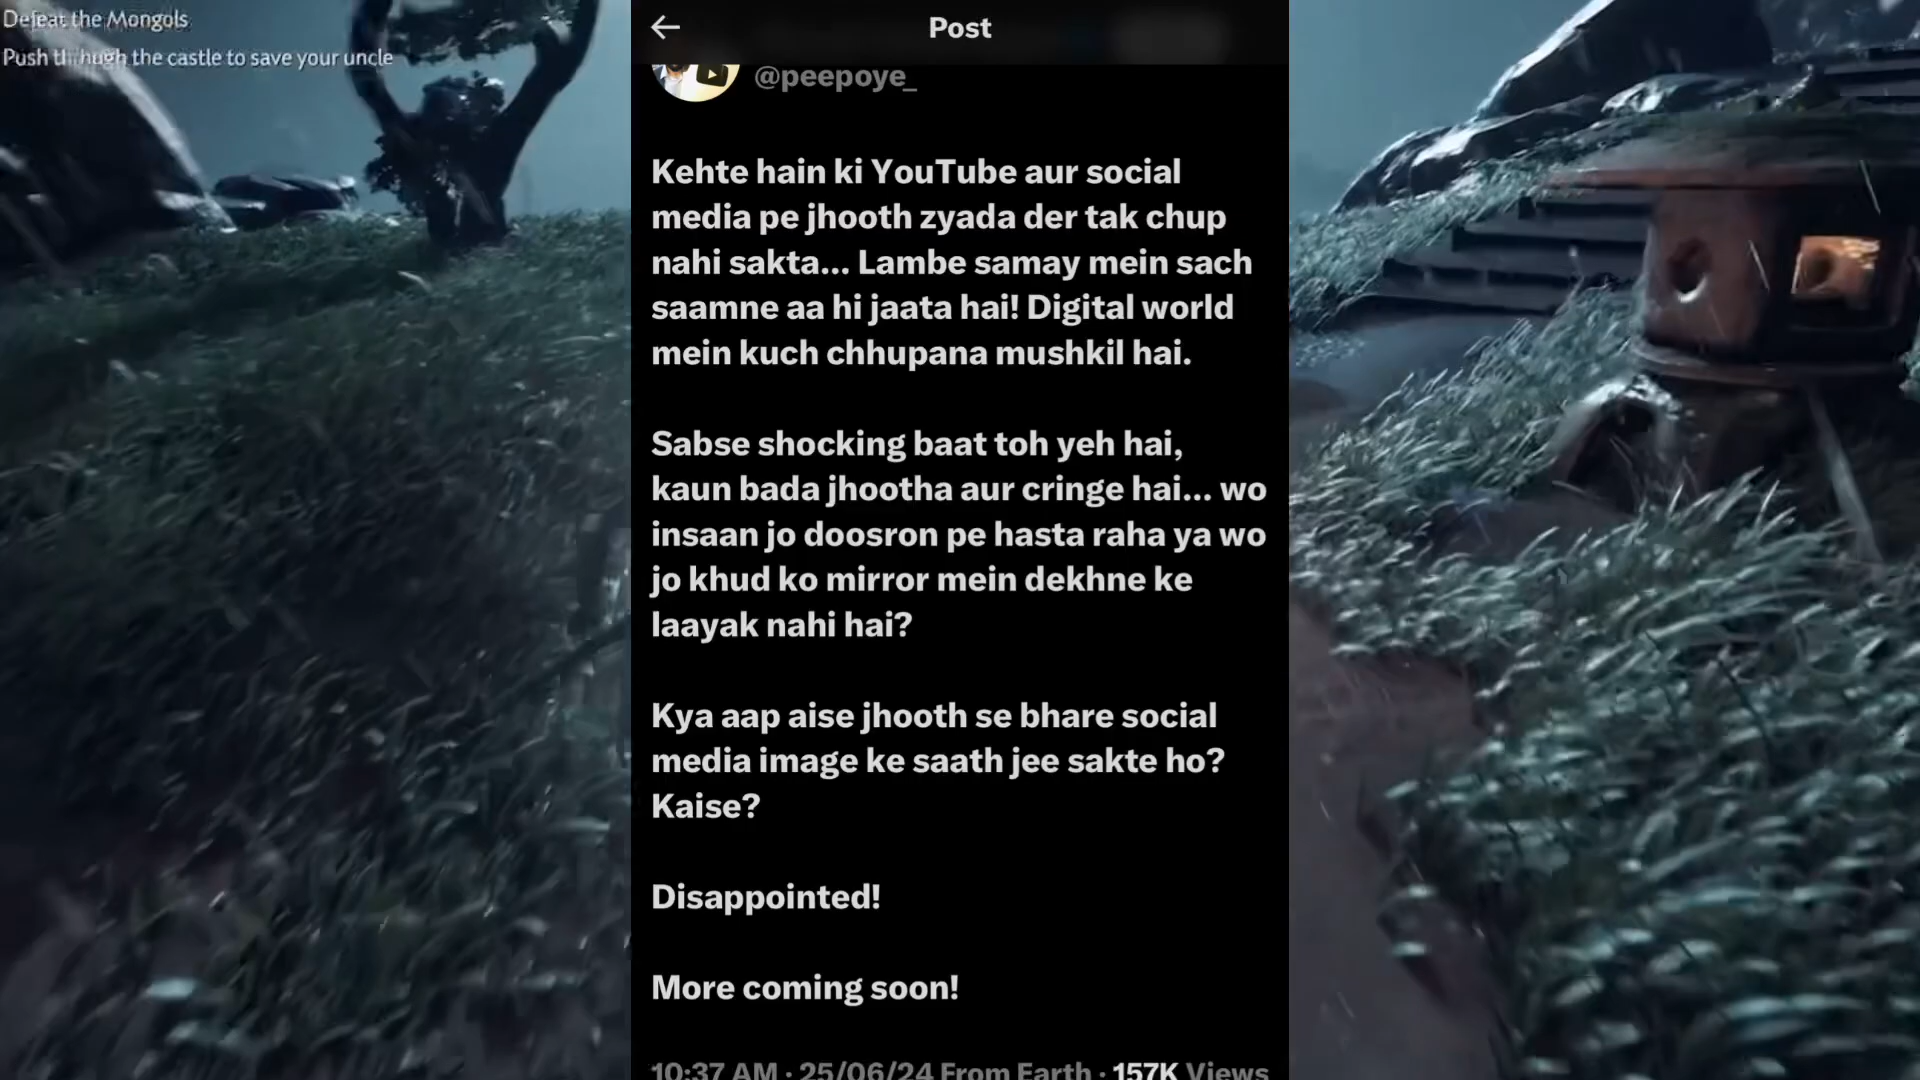 Defeat the Mongols
Push through the castle to save your uncle
Post
@peepoye_
Kehte hain ki YouTube aur social
media pe jhooth zyada der tak chup
nahi sakta... Lambe samay mein sach
saamne aa hi jaata hai! Digital world
mein kuch chhupana mushkil hai.
Sabse shocking baat toh yeh hai,
kaun bada jhootha aur cringe hai... wo
insaan jo doosron pe hasta raha ya wo
jo khud ko mirror mein dekhne ke
laayak nahi hai?
Kya aap aise jhooth se bhare social
media image ke saath jee sakte ho?
Kaise?
Disappointed!
More coming soon!
10:37 AM · 25/06/24 From Earth · 157K Views